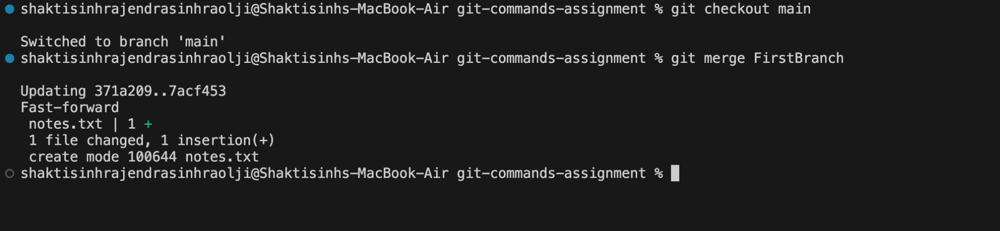 shaktisinhrajendrasinhraolji@Shaktisinhs-MacBook-Air git-commands-assignment % git checkout main
Switched to branch 'main'
shaktisinhrajendrasinhraolji@Shaktisinhs-MacBook-Air git-commands-assignment % git merge FirstBranch
Updating 371a209..7acf453
Fast-forward
 notes.txt | 1 +
 1 file changed, 1 insertion(+)
 create mode 100644 notes.txt
shaktisinhrajendrasinhraolji@Shaktisinhs-MacBook-Air git-commands-assignment %